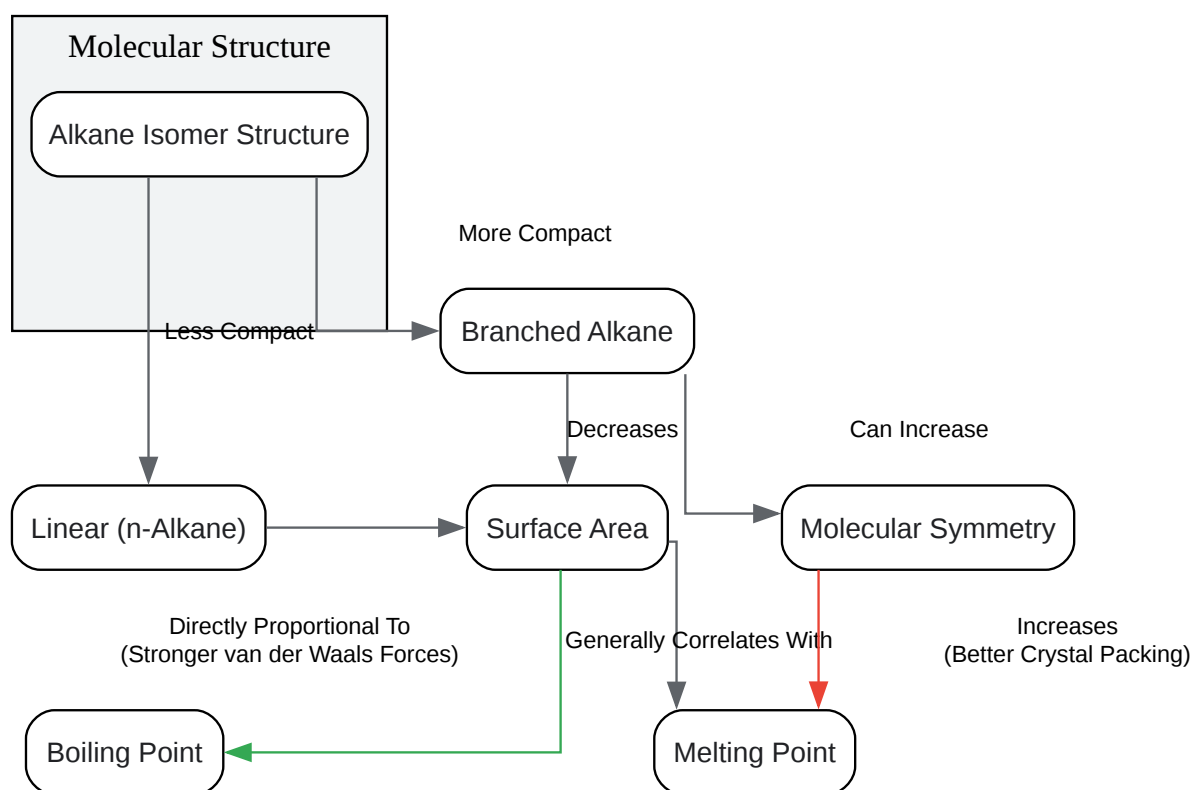 Molecular Structure
Alkane Isomer Structure
More Compact
Less Compact
Branched Alkane
Decreases
Can Increase
Linear (n-Alkane)
Surface Area
Molecular Symmetry
Directly Proportional To
(Stronger van der Waals Forces)
Generally Correlates With
Increases
(Better Crystal Packing)
Boiling Point
Melting Point